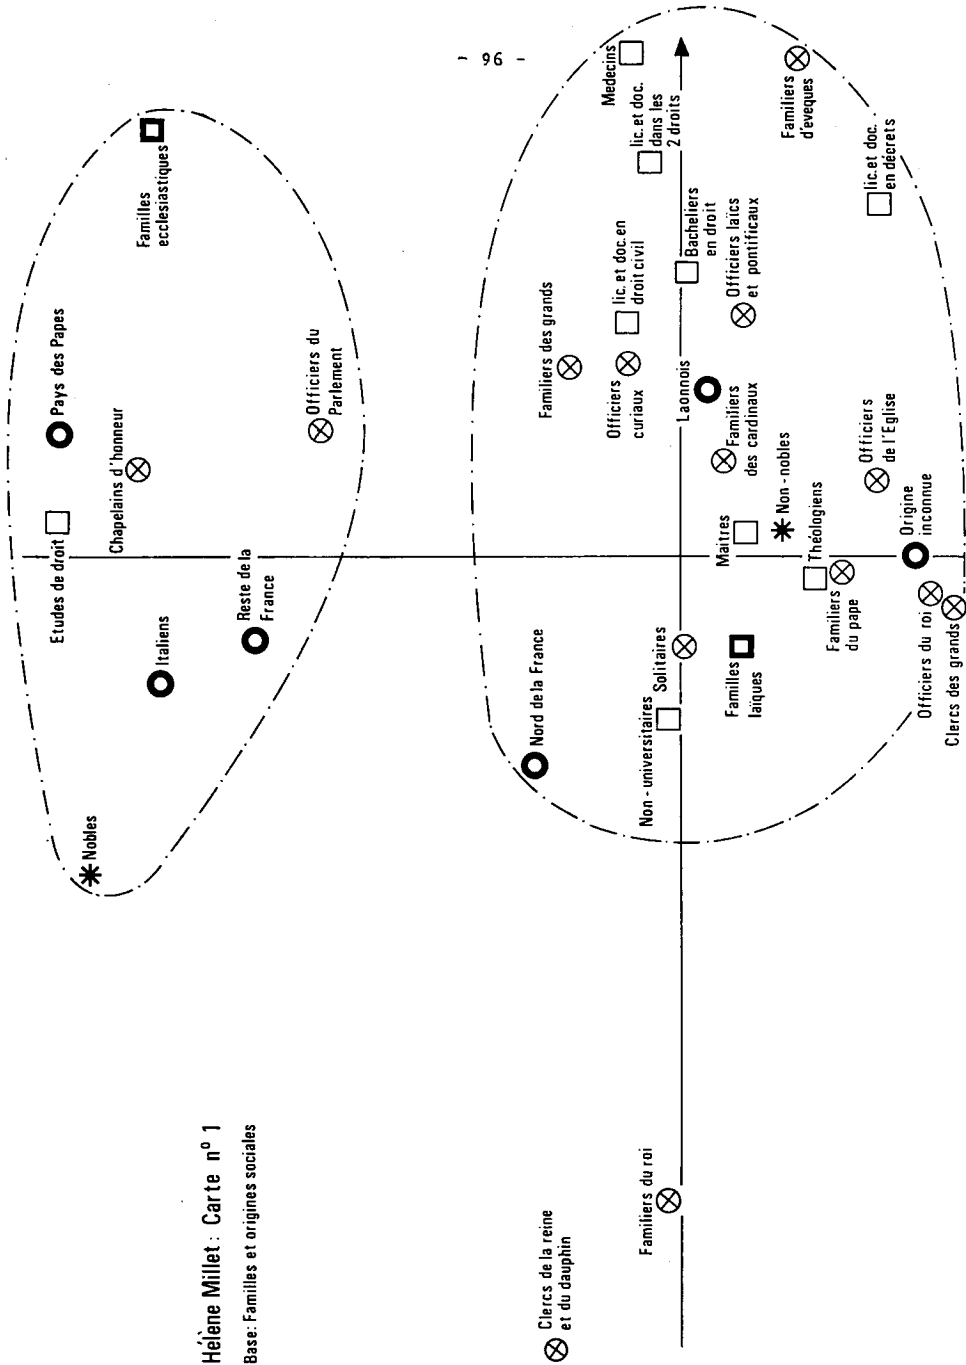 - 96 -
Hélène Millet : Carte nº 1
Base: Familles et origines sociales
Familles
ecclésiastiques
Pays des Papes
Chapelains d'honneur
Officiers du
Parlement
Etudes de droit
Italiens
Reste de la
France
Nobles
Medecins
lic. et doc.
dans les
2 droits
Familiers
d'eveques
lic. et doc.
en décrets
Bacheliers
en droit
Familiers des grands
lic. et doc. en
droit civil
Officiers laïcs
et pontificaux
Officiers
curiaux
Laonnois
Familiers
des cardinaux
Officiers
de l'Eglise
Maitres
Non - nobles
Théologiens
Origine
inconnue
Familiers
du pape
Officiers du roi
Clercs des grands
Solitaires
Familles
laïques
Nord de la France
Non - universitaires
Familiers du roi
Clercs de la reine
et du dauphin